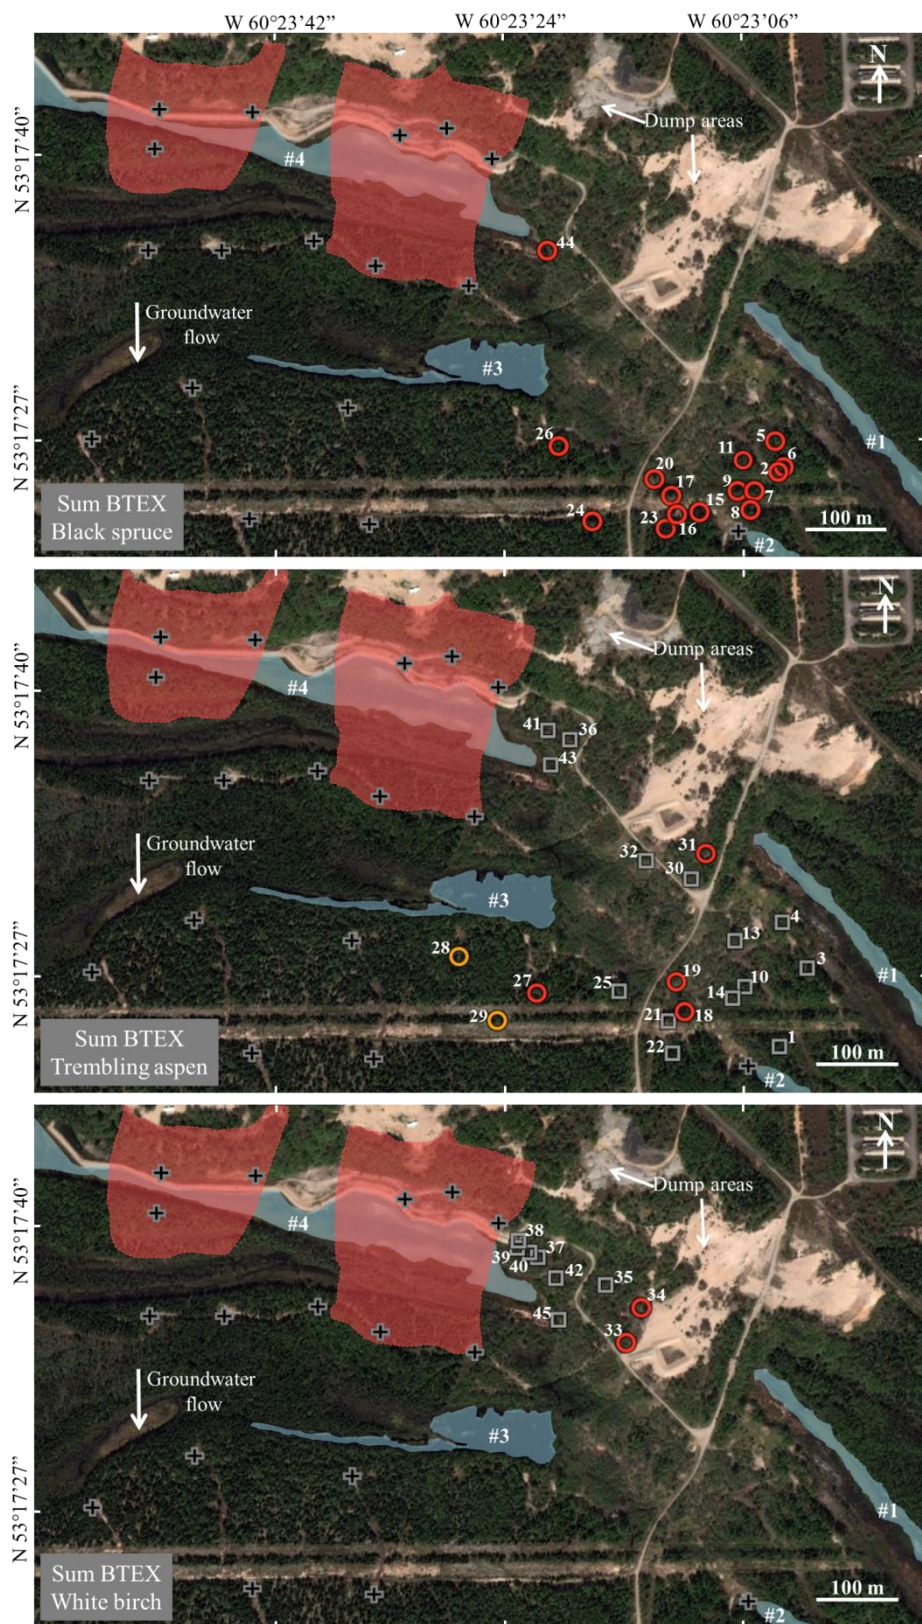 W 60°23'42” W 60°23'24” W 60°23'06”
N
Dump areas
N 53°17'40”
#4
44
Groundwater
flow
#3
N 53°17'27”
#1
5
26
11
6
2
20
17
9
7
15
8
24
23
16
Sum BTEX
Black spruce
100 m
#2
N
Dump areas
N 53°17'40”
#4
41
36
43
31
32
30
Groundwater
flow
#3
4
13
28
3
N 53°17'27”
#1
19
10
27
25
14
29
21
18
1
22
Sum BTEX
Trembling aspen
100 m
#2
N
Dump areas
N 53°17'40”
#4
38
39
37
40
42
35
34
45
33
Groundwater
flow
#3
N 53°17'27”
#1
Sum BTEX
White birch
100 m
#2